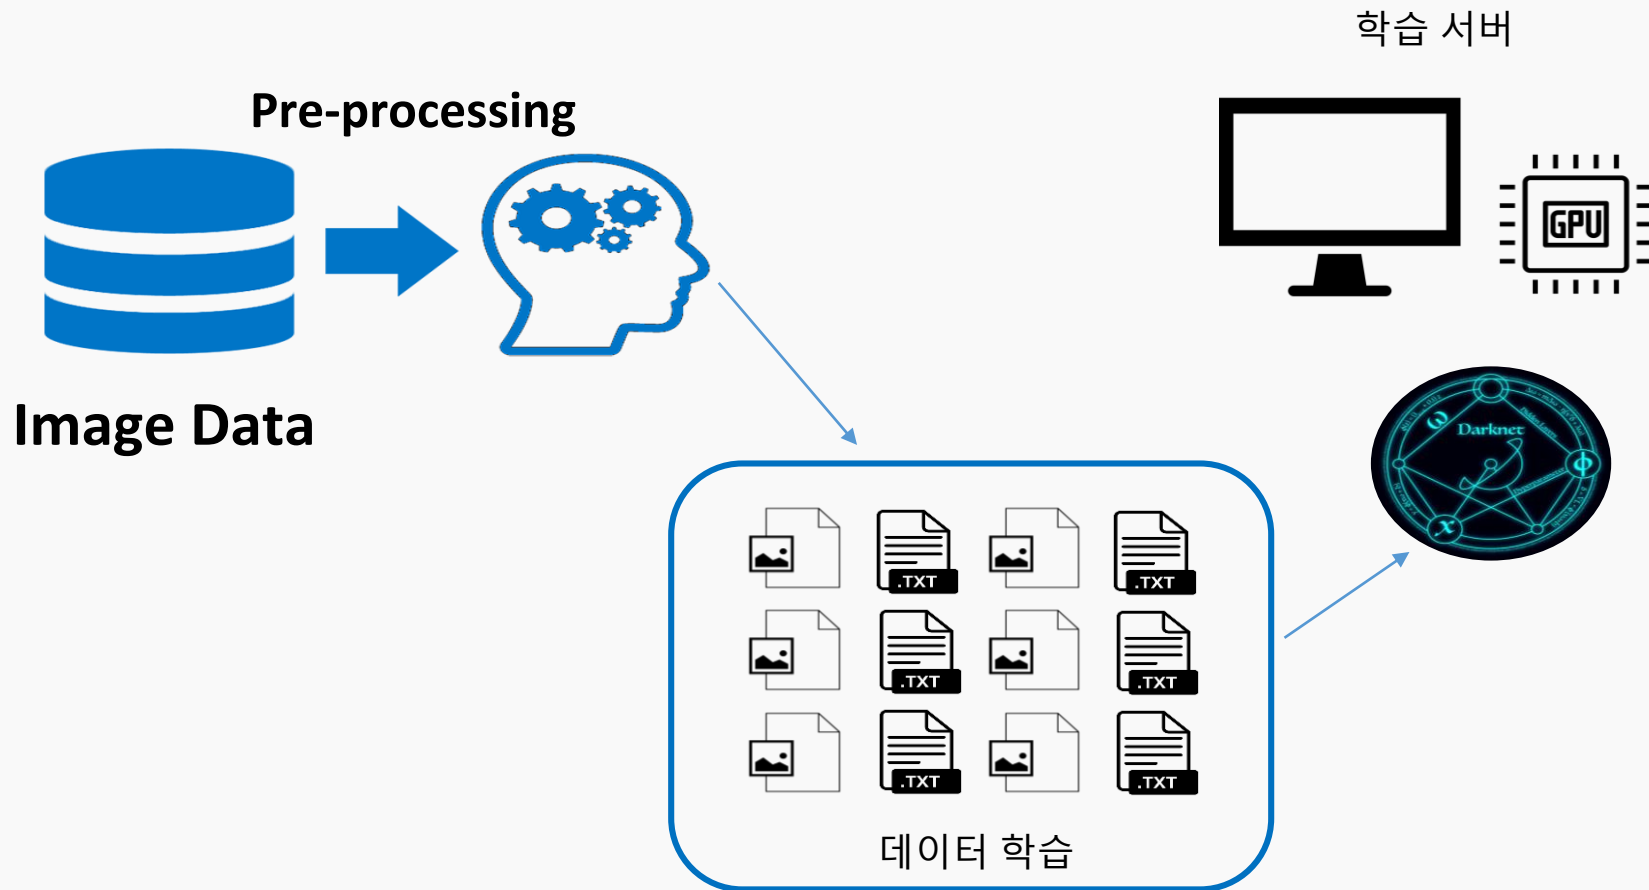 학습 서버
Pre-processing
GPU
Image Data
Darknet
ω
ϕ
x
.TXT
.TXT
.TXT
.TXT
.TXT
.TXT
데이터 학습